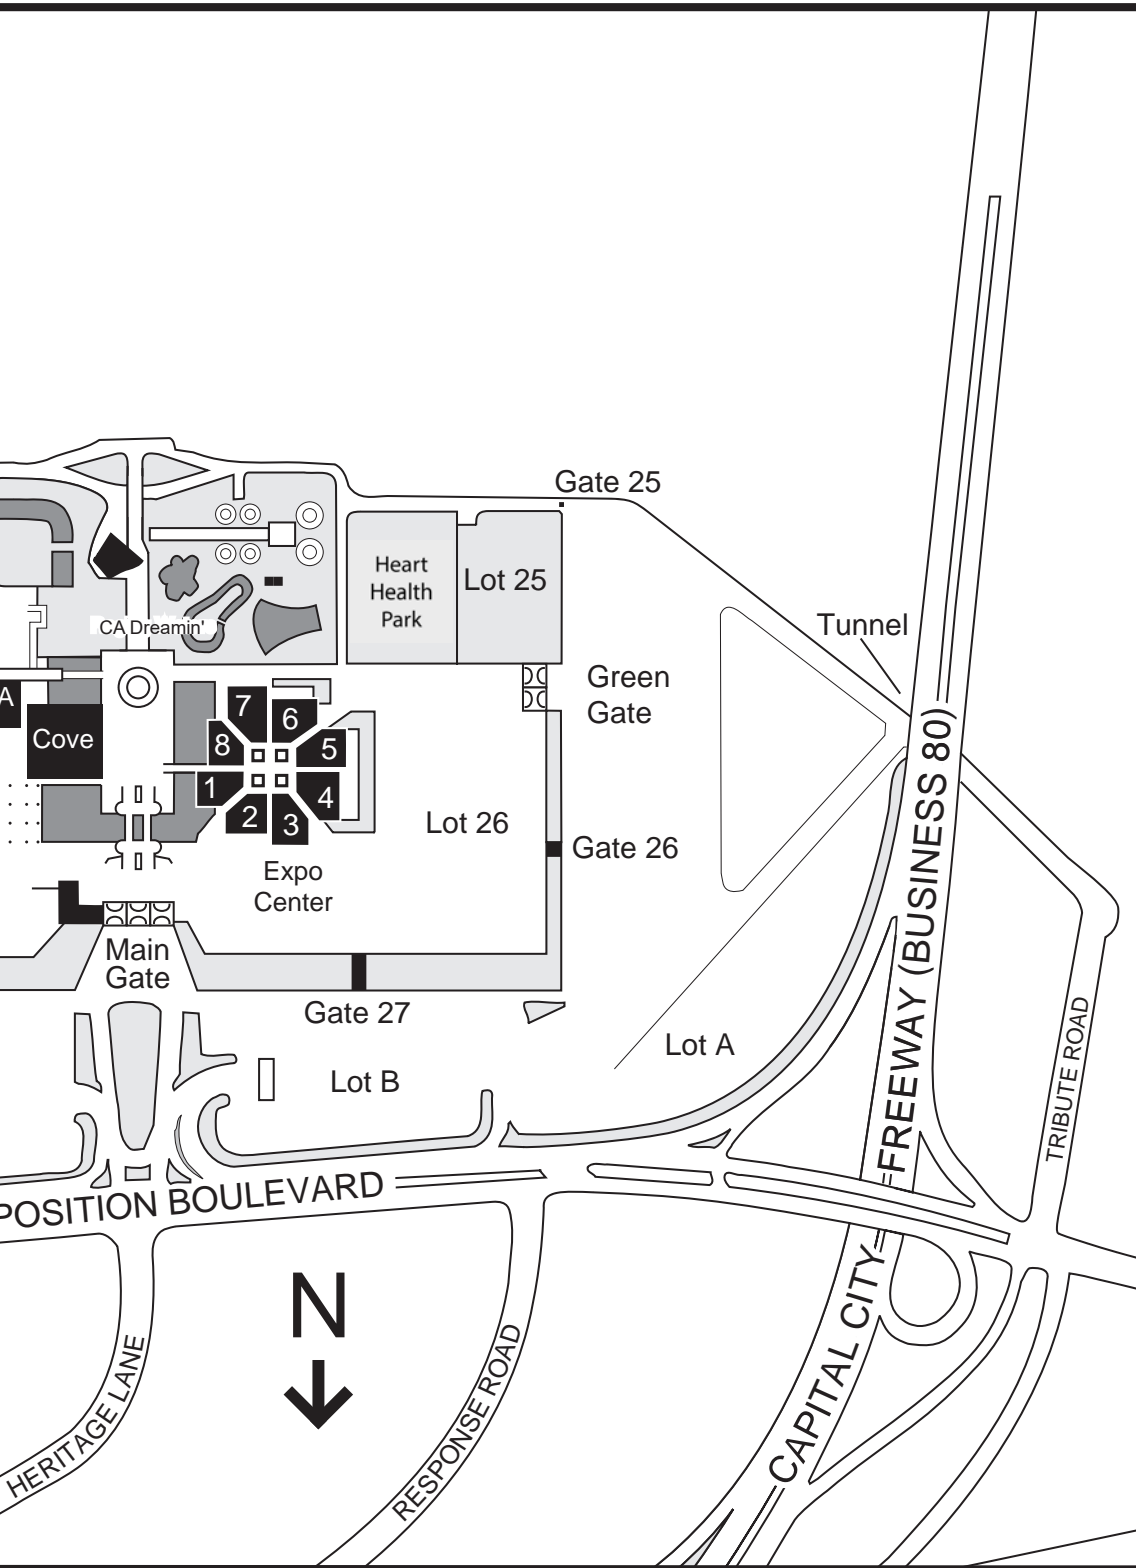 Gate 25
Heart
Health
Park
Lot 25
CA Dreamin'
Tunnel
Green
Gate
A
Cove
7
6
8
5
1
4
2
3
Lot 26
Gate 26
Expo
Center
Main
Gate
Gate 27
Lot A
Lot B
CAPITAL CITY FREEWAY (BUSINESS 80)
TRIBUTE ROAD
POSITION BOULEVARD
N
HERITAGE LANE
RESPONSE ROAD